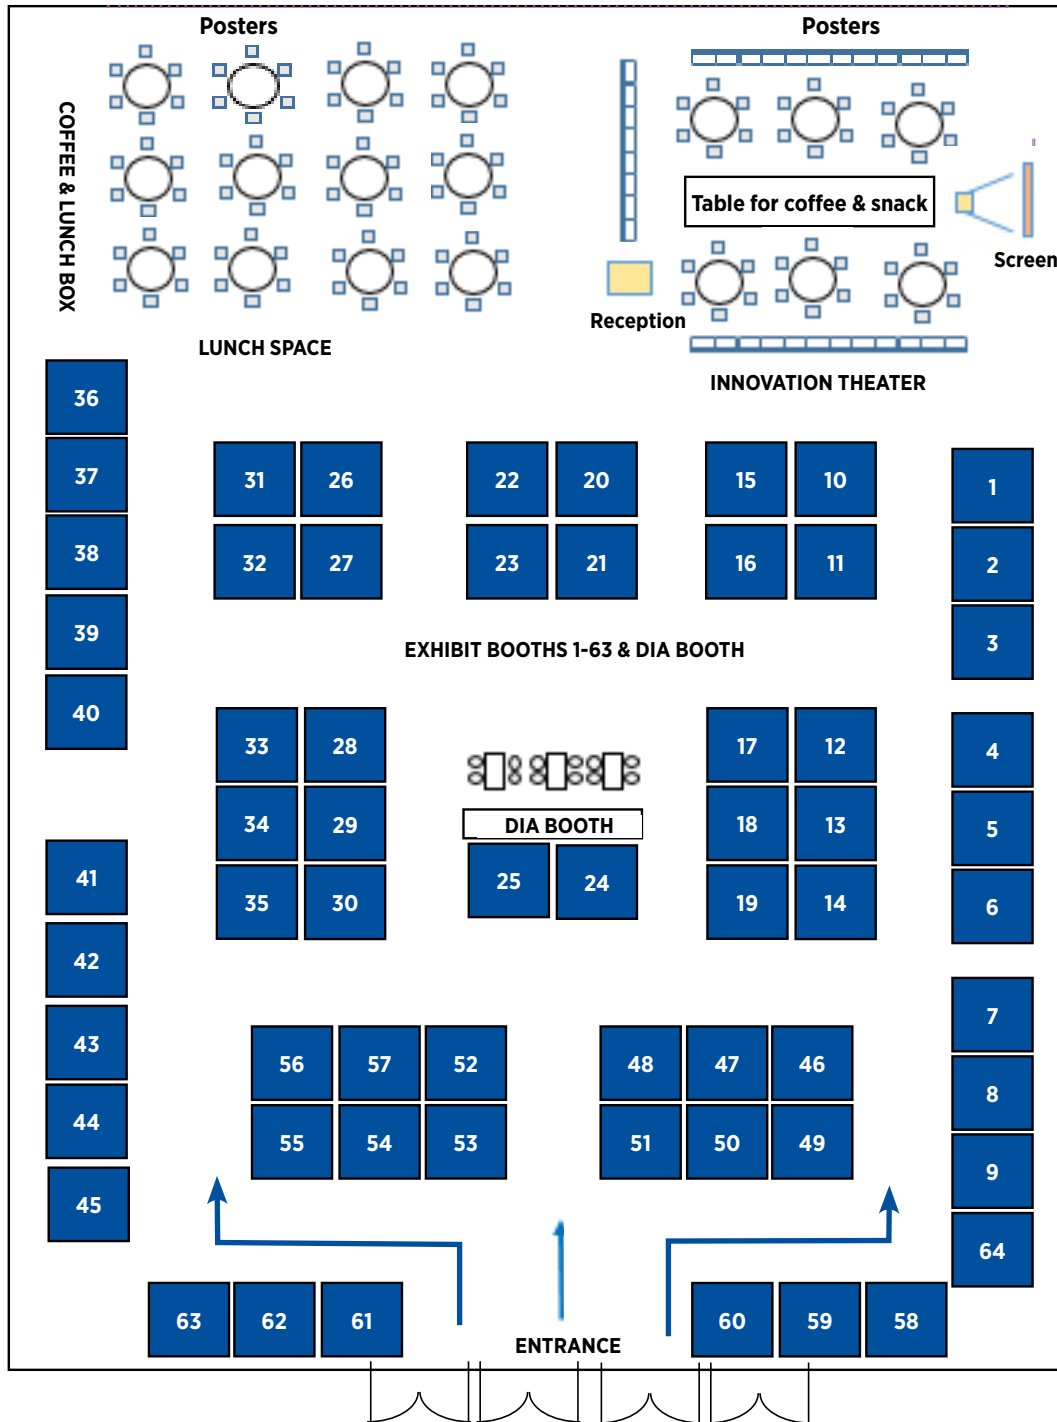 Posters
Posters
COFFEE & LUNCH BOX
Table for coffee & snack
Screen
Reception
LUNCH SPACE
INNOVATION THEATER
36
37
38
39
40
31 26
32 27
22 20
23 21
15 10
16 11
1
2
3
EXHIBIT BOOTHS 1-63 & DIA BOOTH
33 28
34 29
35 30
DIA BOOTH
25 24
17 12
18 13
19 14
4
5
6
41
42
43
44
45
56 57 52
55 54 53
48 47 46
51 50 49
7
8
9
64
63 62 61
ENTRANCE
60 59 58